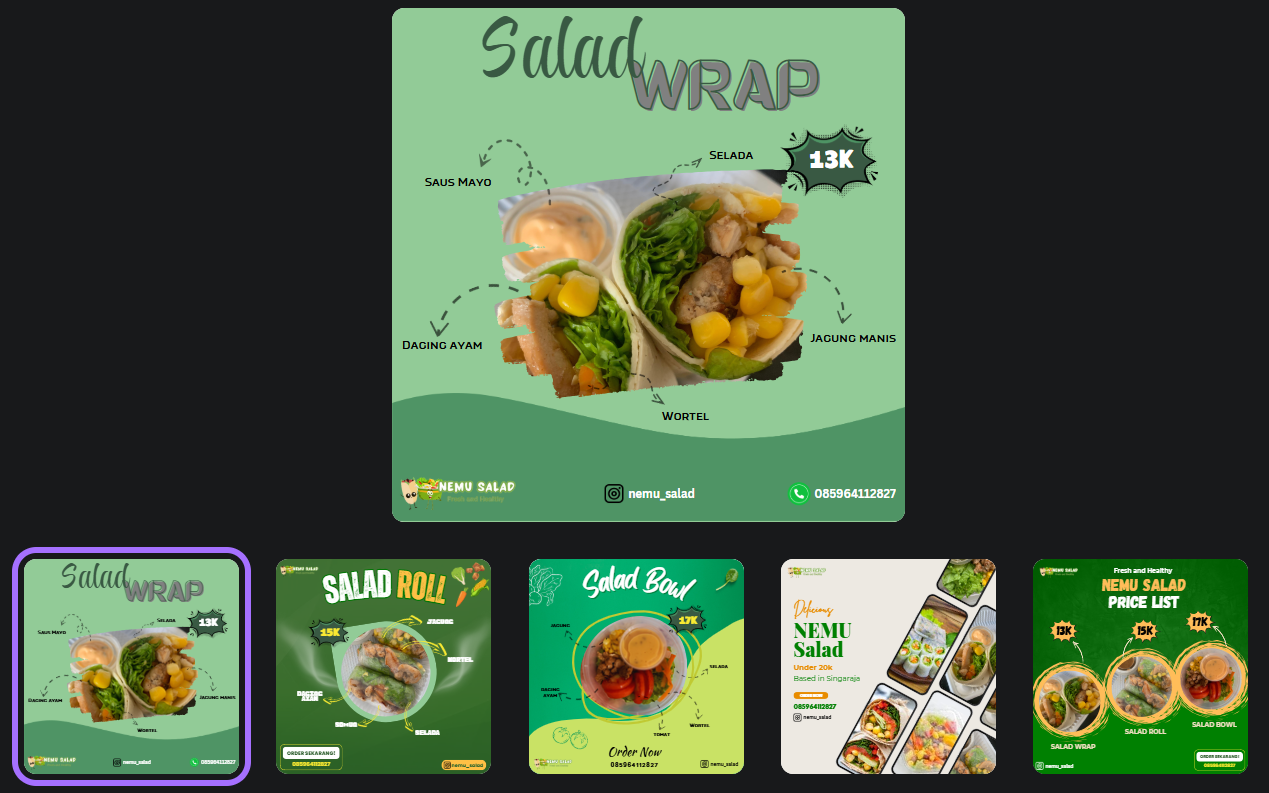 Salad
WRAP
13K
SELADA
SAUS MAYO
DAGING AYAM
JAGUNG MANIS
WORTEL
NEMU SALAD
Fresh and Healthy
nemu_salad
085964112827
Salad
WRAP
13K
SELADA
SAUS MAYO
DAGING AYAM
JAGUNG MANIS
WORTEL
NEMU SALAD
nemu_salad
085964112827
NEMU SALAD
SALAD ROLL
15K
JAGUNG
WORTEL
DAGING
AYAM
SELADA
ORDER SEKARANG!
085964112827
nemu_salad
Salad Bowl
17K
JAGUNG
SELADA
DAGING
AYAM
WORTEL
TOMAT
Order Now
085964112827
nemu_salad
Delicious
NEMU
Salad
Under 20k
Based in Singaraja
085964112827
nemu_salad
NEMU SALAD
Fresh and Healthy
NEMU SALAD
PRICE LIST
13K
15K
17K
SALAD WRAP
SALAD ROLL
SALAD BOWL
ORDER SEKARANG!
085964112827
nemu_salad